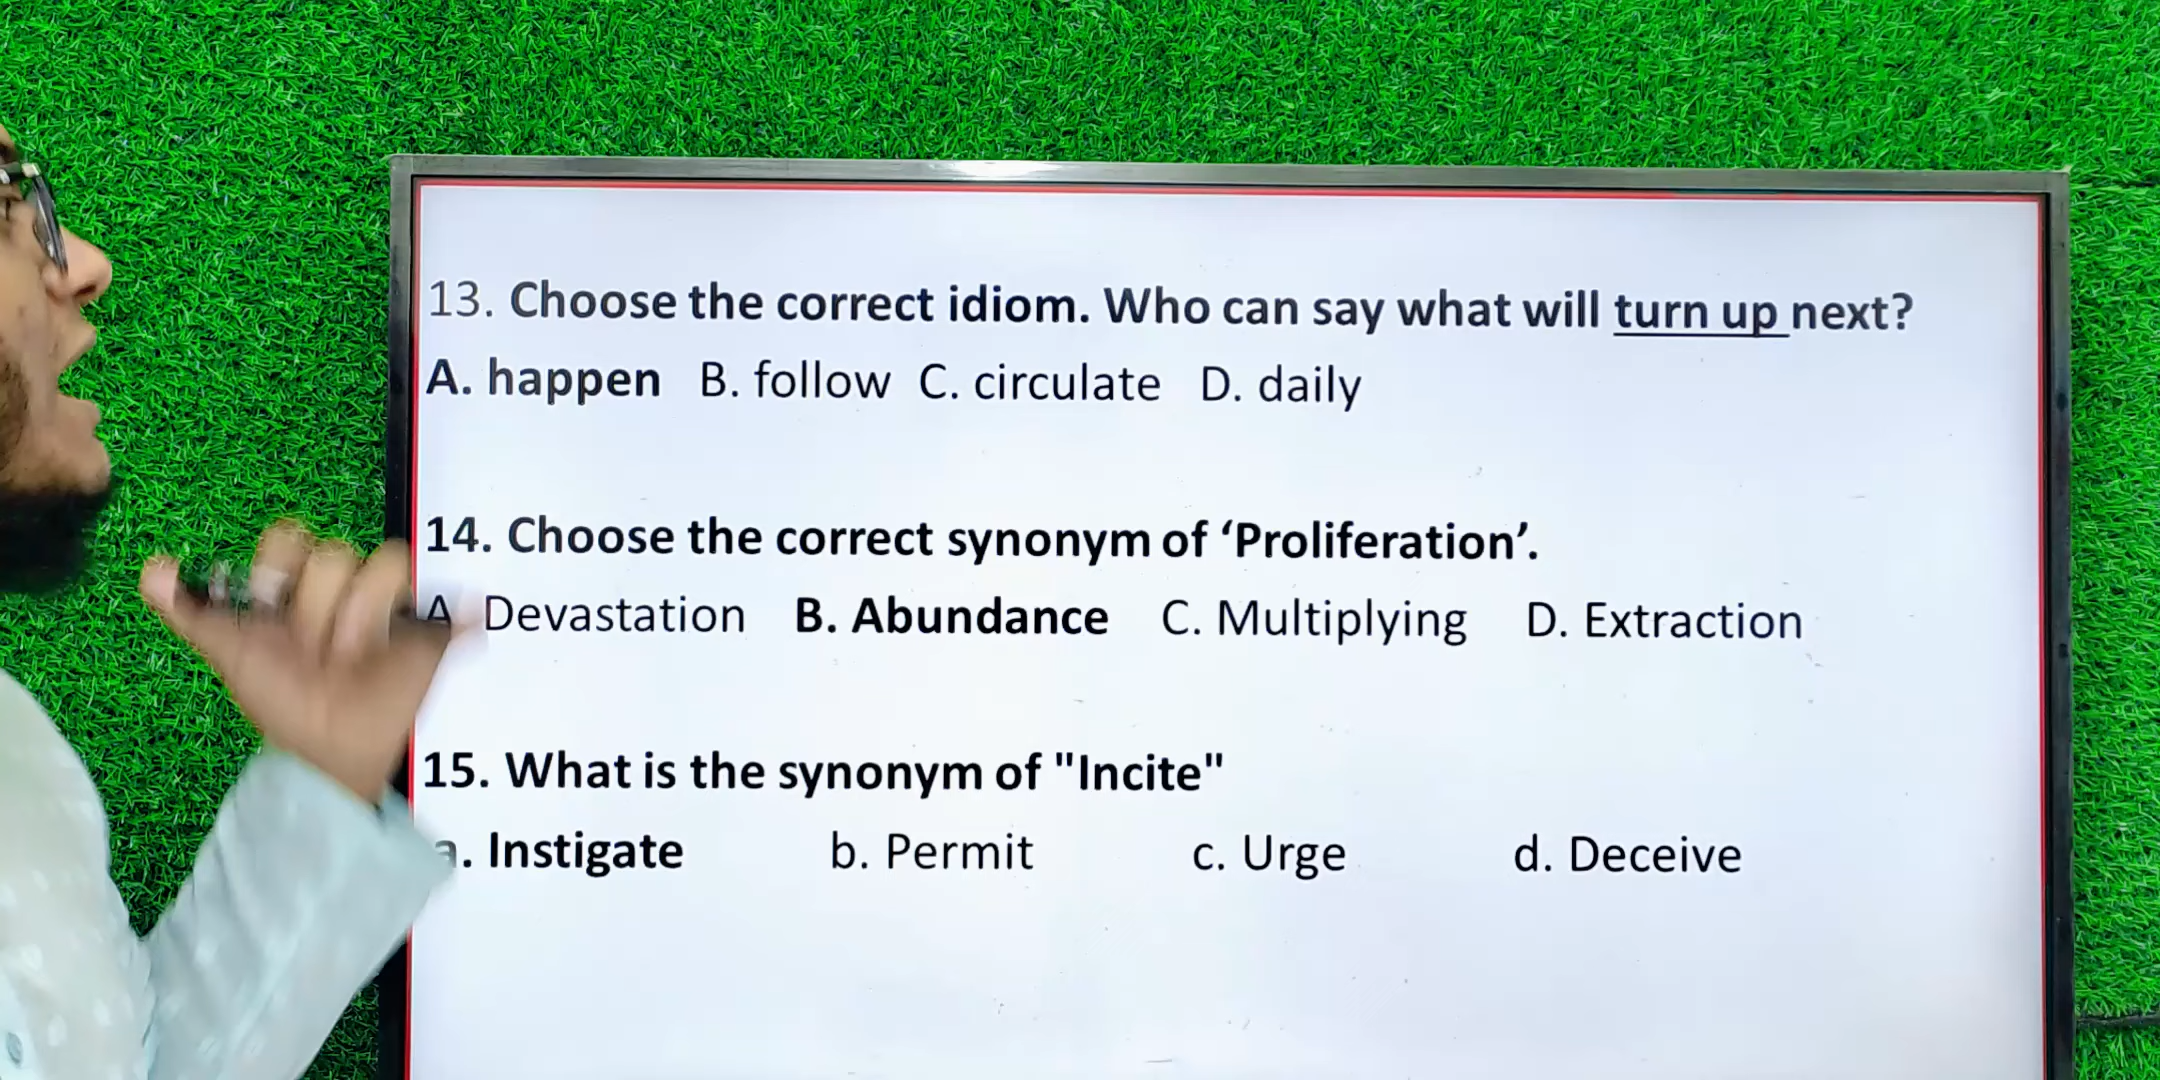 13. Choose the correct idiom. Who can say what will turn up next?
A. happen B. follow C. circulate D. daily
14. Choose the correct synonym of ‘Proliferation’.
A Devastation B. Abundance C. Multiplying D. Extraction
15. What is the synonym of "Incite"
a. Instigate b. Permit c. Urge d. Deceive